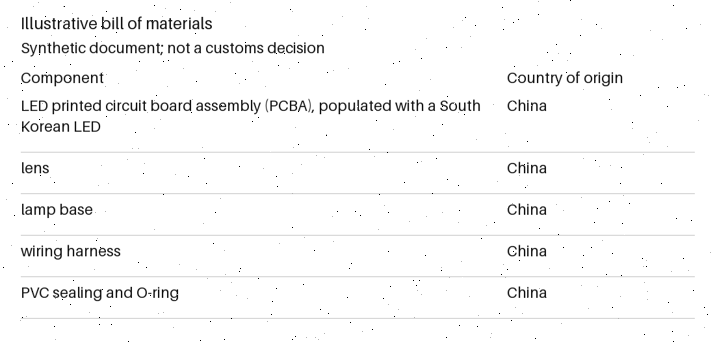 Illustrative bill of materials
Synthetic document; not a customs decision
Component Country of origin
LED printed circuit board assembly (PCBA), populated with a South China
Korean LED
lens China
lamp base China
wiring harness China
PVC sealing and O-ring China